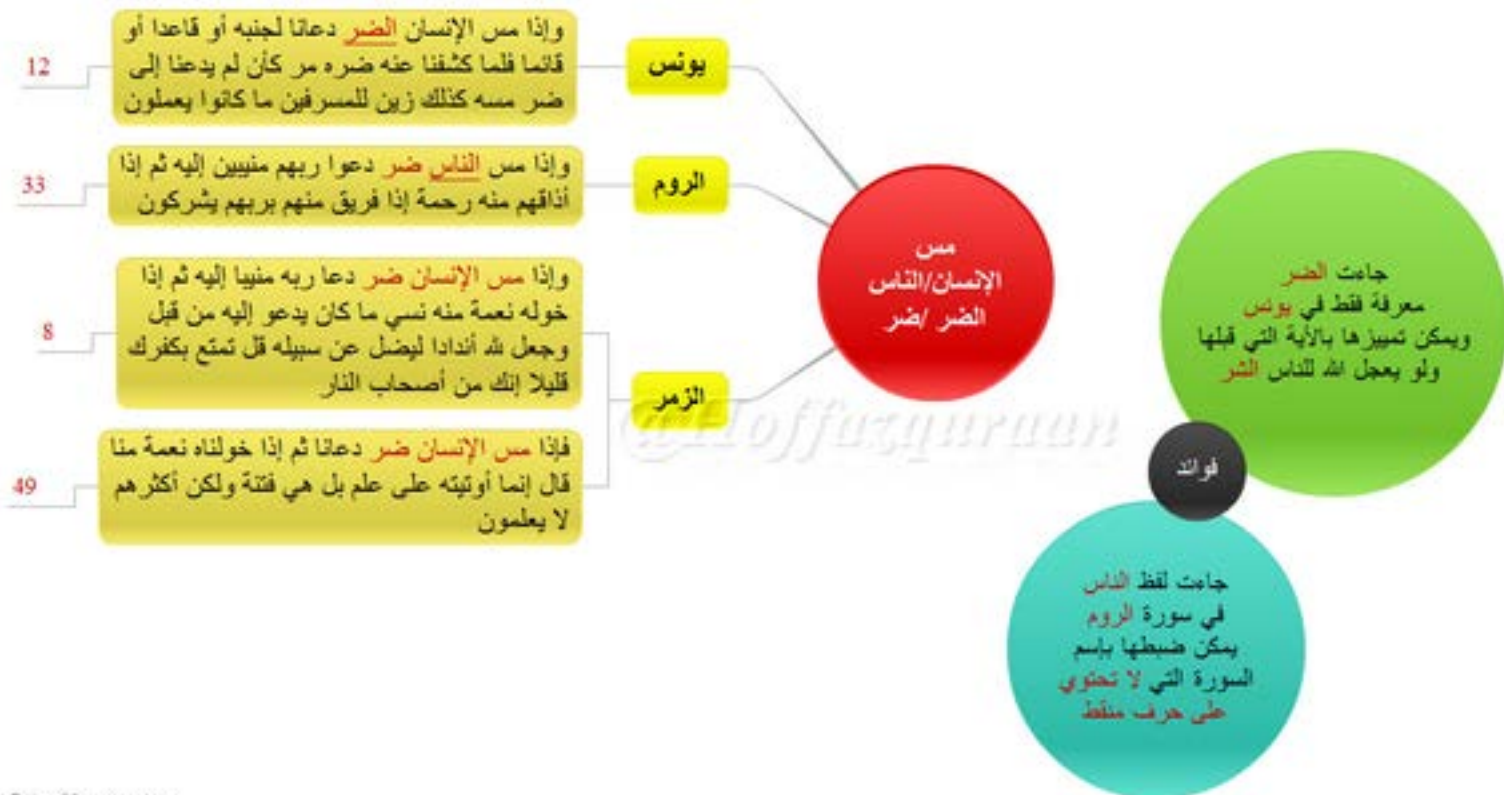 وإذا مس الإنسان الضر دعانا لجنبه أو قاعدا أو
قائما فلما كشفنا عنه ضره مر كأن لم يدعنا إلى
ضر مسه كذلك زين للمسرفين ما كانوا يعملون
12
يونس
وإذا مس الناس ضر دعوا ربهم منيبين إليه ثم إذا
أذاقهم منه رحمة إذا فريق منهم بربهم يشركون
33
الروم
وإذا مس الإنسان ضر دعا ربه منيبا إليه ثم إذا
خوله نعمة منه نسي ما كان يدعو إليه من قبل
وجعل لله أندادا ليضل عن سبيله قل تمتع بكفرك
قليلا إنك من أصحاب النار
8
الزمر
فإذا مس الإنسان ضر دعانا ثم إذا خولناه نعمة منا
قال إنما أوتيته على علم بل هي فتنة ولكن أكثرهم
لا يعلمون
49
مس
الإنسان/الناس
الضر /ضر
جاءت الضر
معرفة فقط في يونس
ويمكن تمييزها بالآية التي قبلها
ولو يعجل الله للناس الشر
فوائد
جاءت لفظ الناس
في سورة الروم
يمكن ضبطها بإسم
السورة التي لا تحتوي
على حرف منقط
@Hoffazquraan